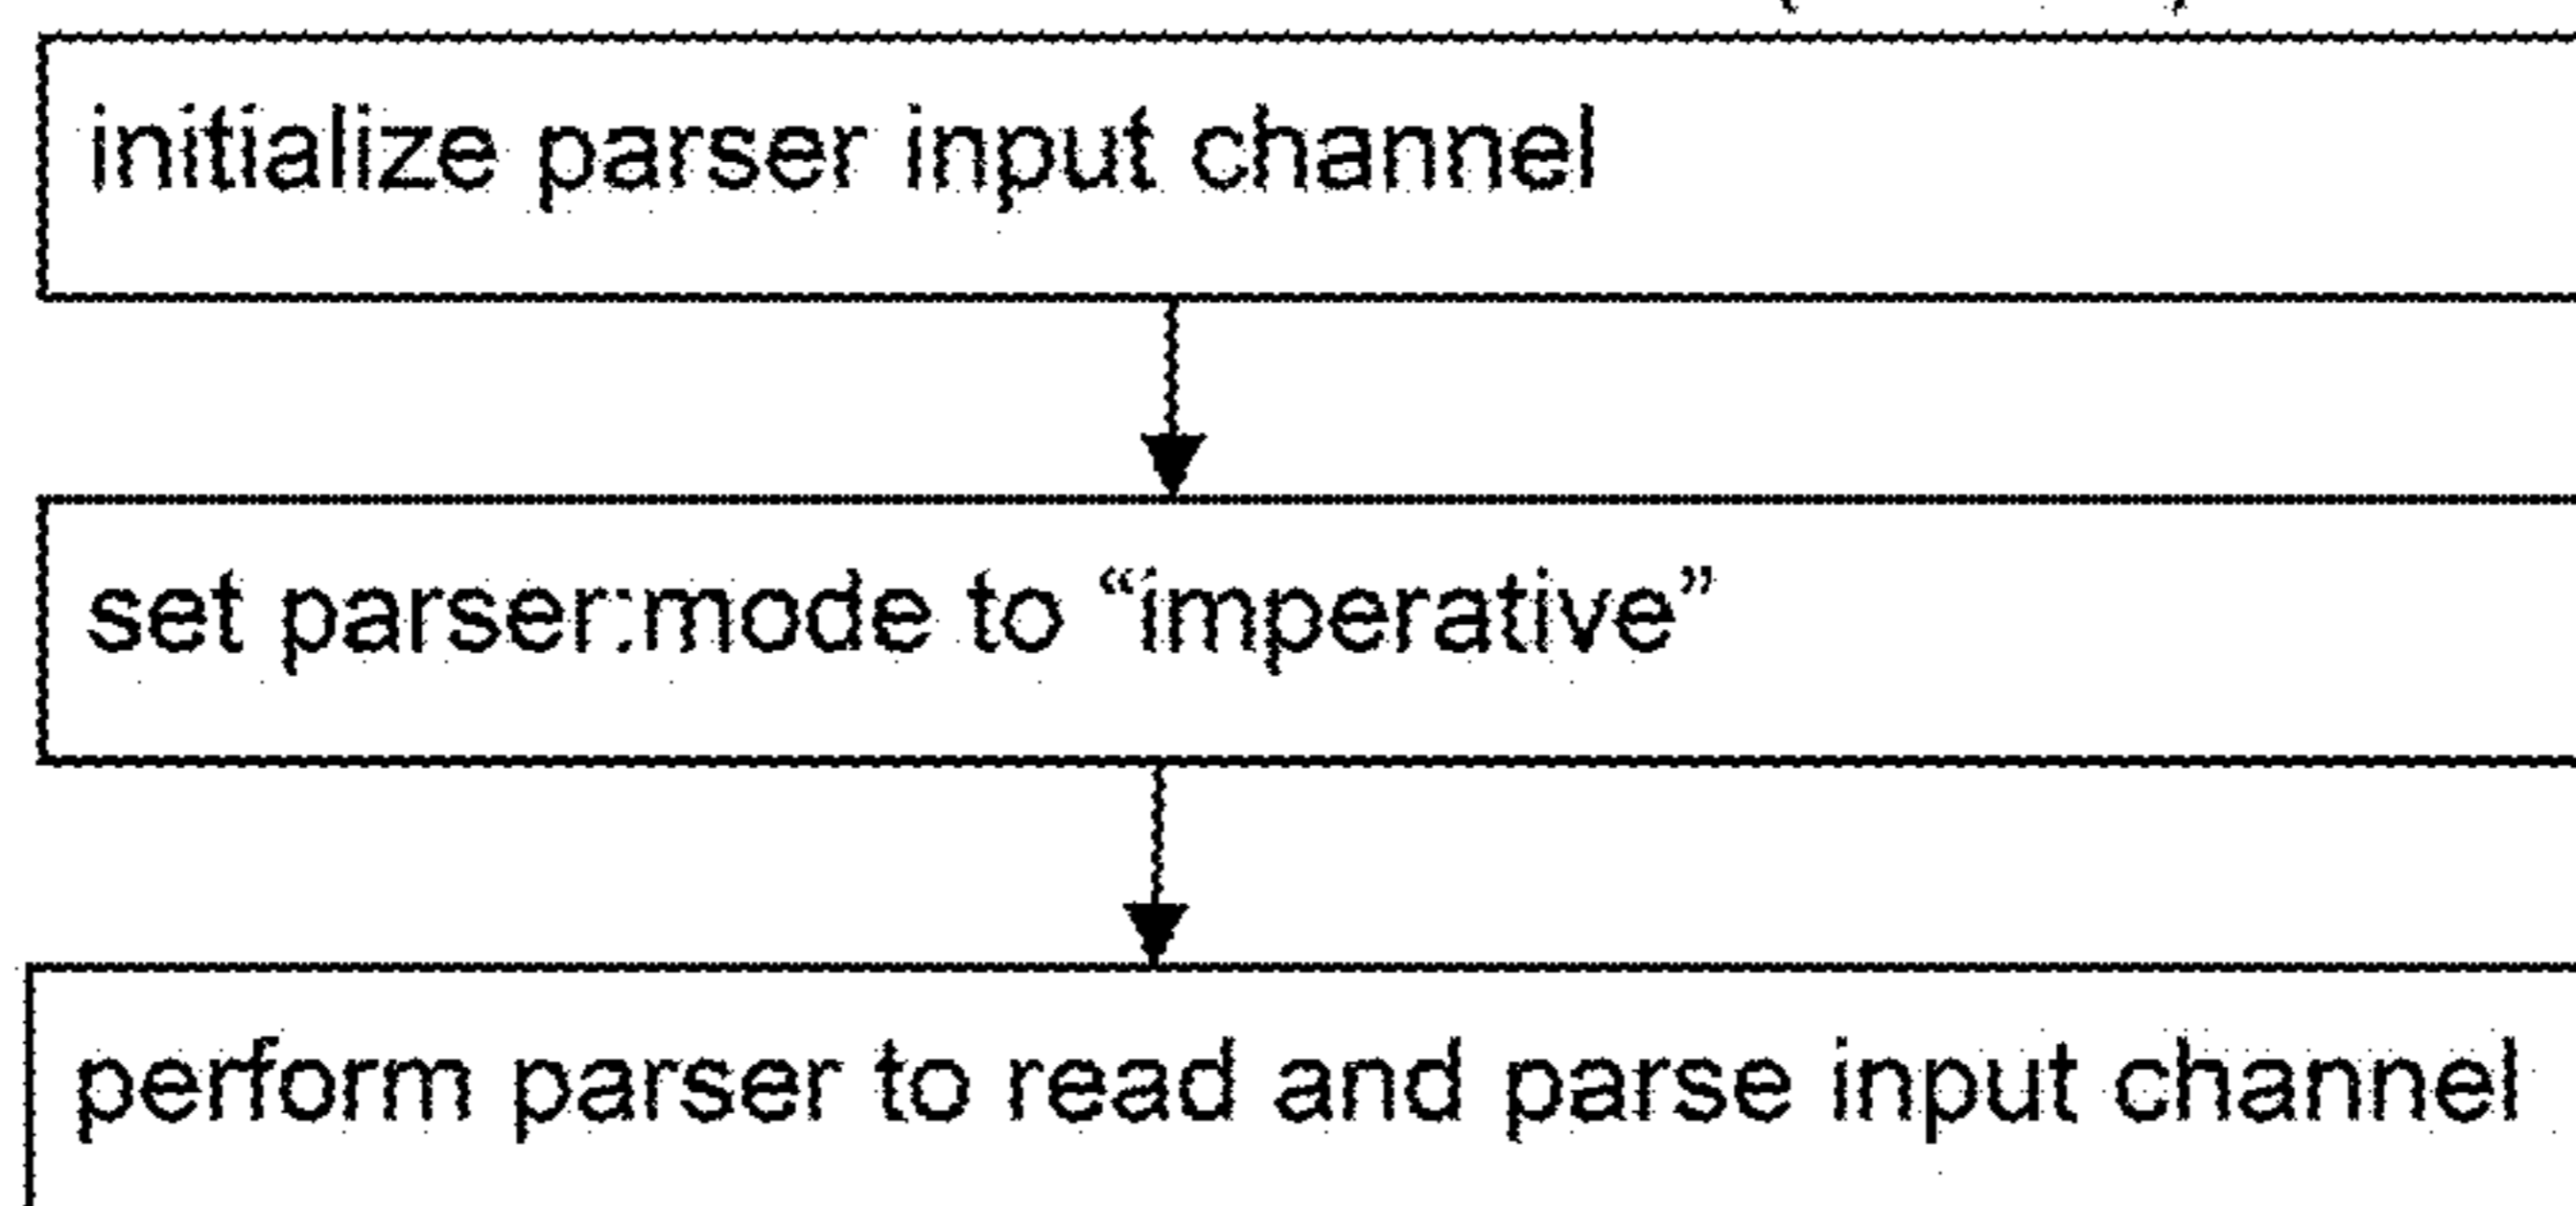 initialize parser input channel
set parser:mode to “imperative”
perform parser to read and parse input channel